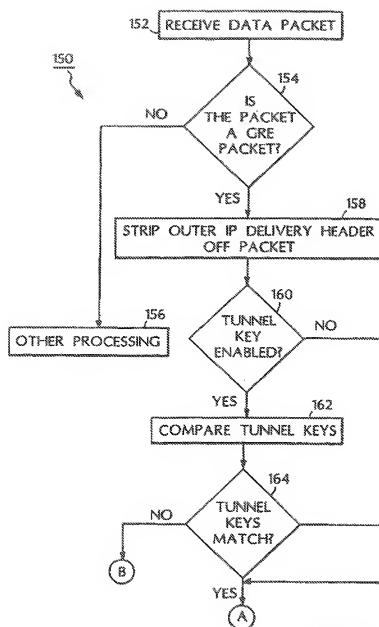 152
RECEIVE DATA PACKET
150
154
IS
THE PACKET
A GRE
PACKET?
NO
YES
158
STRIP OUTER IP DELIVERY HEADER
OFF PACKET
160
TUNNEL
KEY
ENABLED?
NO
156
OTHER PROCESSING
YES
162
COMPARE TUNNEL KEYS
164
TUNNEL
KEYS
MATCH?
NO
B
YES
A